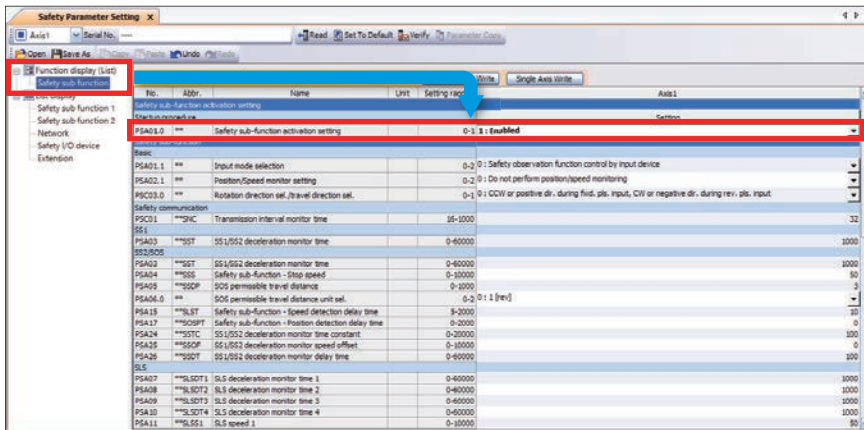 Safety Parameter Setting X
Axis1 Serial No. ---- Read Set To Default Verify Parameter Copy
Open Save As Copy Paste Undo Redo
Function display (List)
Safety sub function
Safety sub function 1
Safety sub function 2
Network
Safety I/O device
Extention
Write Single Axis Write
No. Abbr. Name Unit Setting range Axis1
Safety sub-function activation setting
Startup procedure Setting
PSA01.0 ** Safety sub-function activation setting 0-1 1 : Enabled
Safety sub-function
Basic
PSA01.1 ** Input mode selection 0-2 0 : Safety observation function control by input device
PSA02.1 ** Position/Speed monitor setting 0-2 0 : Do not perform position/speed monitoring
PSC03.0 ** Rotation direction sel./travel direction sel. 0-1 0 : CCW or positive dir. during fwd. pls. input, CW or negative dir. during rev. pls. input
Safety communication
PSC01 **SNC Transmission interval monitor time 16-1000 32
SS1
PSA03 **SST SS1/SS2 deceleration monitor time 0-60000 1000
SS2/SOS
PSA03 **SST SS1/SS2 deceleration monitor time 0-60000 1000
PSA04 **SSS Safety sub-function - Stop speed 0-10000 50
PSA05 **SSDP SOS permissible travel distance 0-1000 3
PSA06.0 ** SOS permissible travel distance unit sel. 0-2 0 : 1 [rev]
PSA15 **SLST Safety sub-function - Speed detection delay time 5-2000 10
PSA17 **SOSPT Safety sub-function - Position detection delay time 0-2000 0
PSA24 **SSTC SS1/SS2 deceleration monitor time constant 0-20000 100
PSA25 **SSOF SS1/SS2 deceleration monitor speed offset 0-10000 0
PSA26 **SSDT SS1/SS2 deceleration monitor delay time 0-60000 100
SLS
PSA07 **SLSDT1 SLS deceleration monitor time 1 0-60000 1000
PSA08 **SLSDT2 SLS deceleration monitor time 2 0-60000 1000
PSA09 **SLSDT3 SLS deceleration monitor time 3 0-60000 1000
PSA10 **SLSDT4 SLS deceleration monitor time 4 0-60000 1000
PSA11 **SLSS1 SLS speed 1 0-10000 50